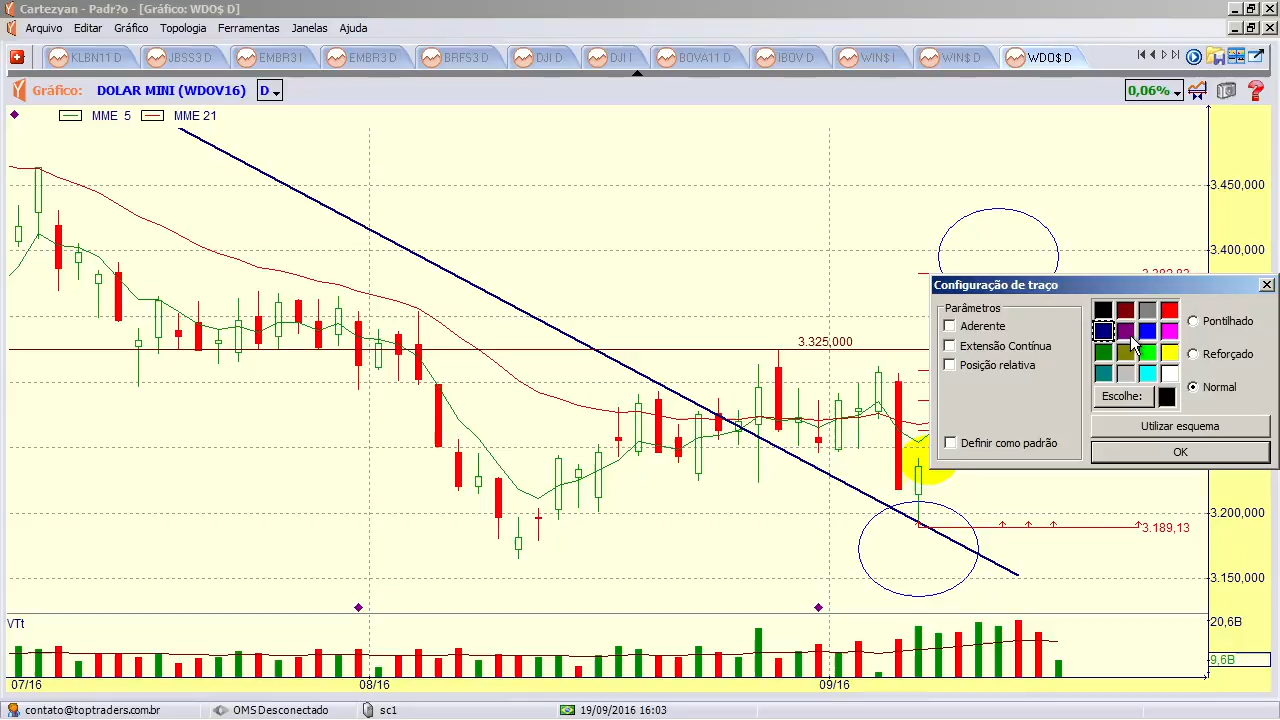 Cartezyan - Padr?o - [Gráfico: WDO$ D]
Arquivo Editar Gráfico Topologia Ferramentas Janelas Ajuda
KLBN11 D JBSS3 D EMBR3 I EMBR3 D BRFS3 D DJI D DJI I BOVA11 D IBOV D WIN$ I WIN$ D WDO$ D
Gráfico: DOLAR MINI (WDOV16) D 0,06%
MME 5 MME 21
3.450,000
3.400,000
Configuração de traço
Parâmetros
Aderente
Extensão Contínua
Posição relativa
Definir como padrão
Pontilhado
Reforçado
Normal
Escolhe:
Utilizar esquema
OK
3.325,000
3.200,000
3.189,13
3.150,000
VTt
20,6B
9,6B
07/16 08/16 09/16
contato@toptraders.com.br OMS Desconectado sc1 19/09/2016 16:03